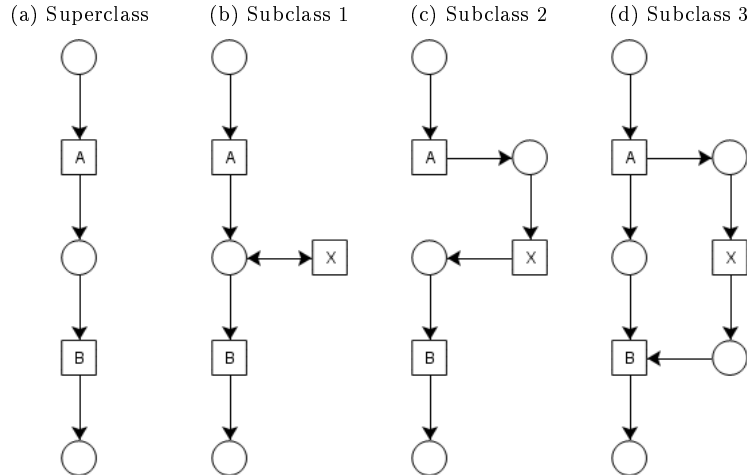 (a) Superclass (b) Subclass 1 (c) Subclass 2 (d) Subclass 3
A A A A
X X X
B B B B